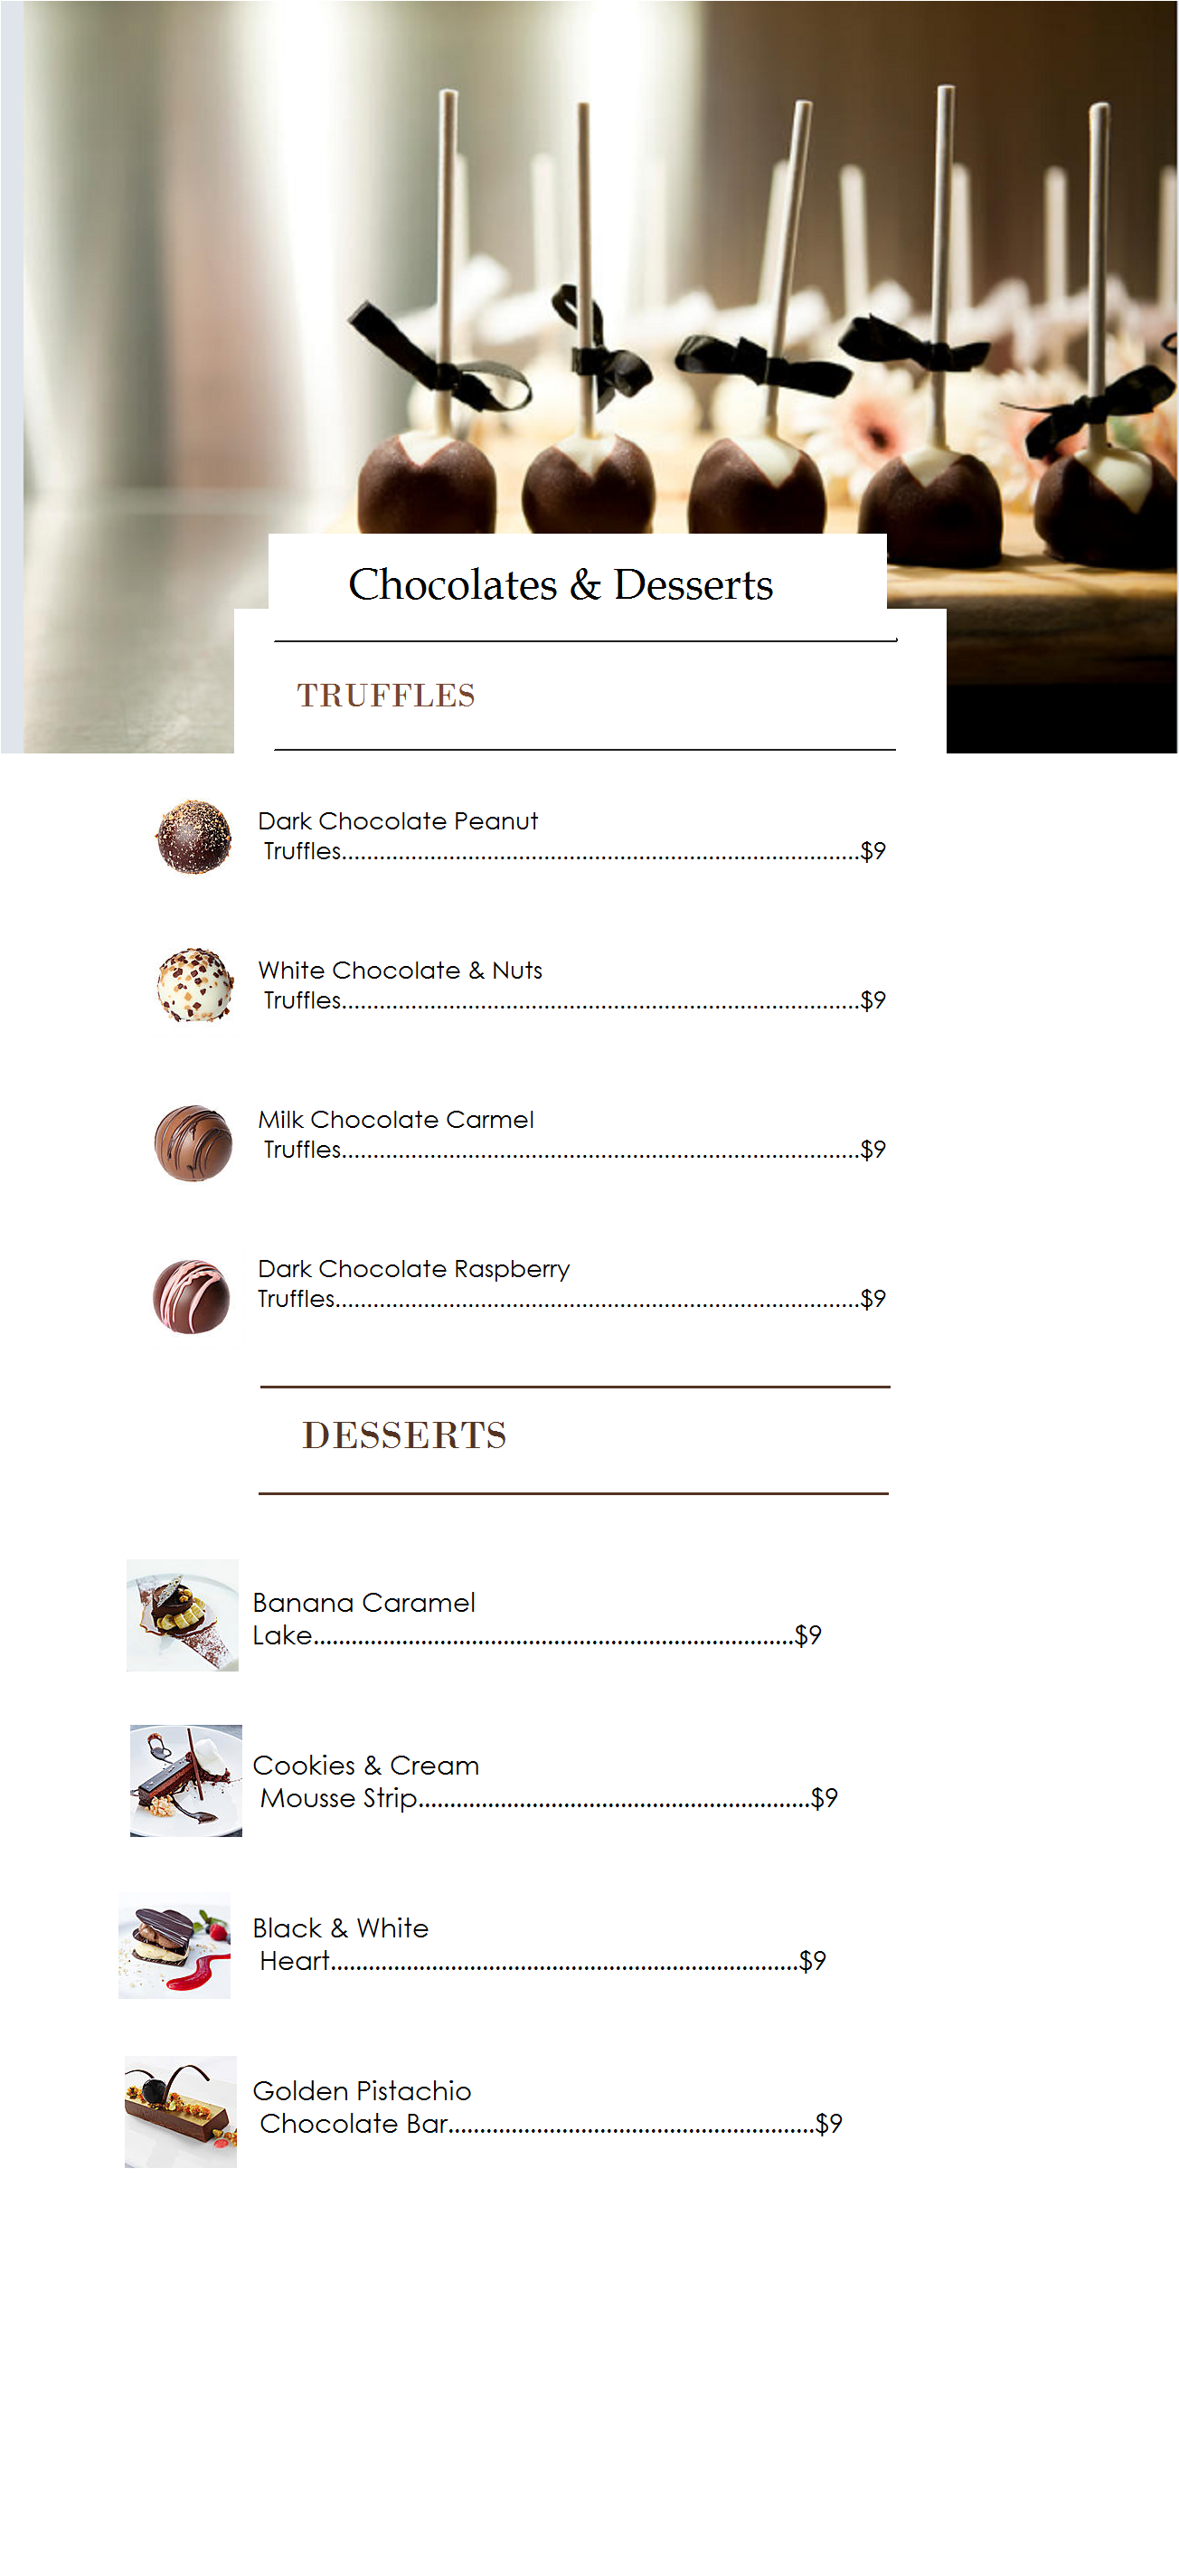 Chocolates & Desserts
TRUFFLES
Dark Chocolate Peanut
Truffles..................................................................................$9
White Chocolate & Nuts
Truffles..................................................................................$9
Milk Chocolate Carmel
Truffles..................................................................................$9
Dark Chocolate Raspberry
Truffles...................................................................................$9
DESSERTS
Banana Caramel
Lake............................................................................$9
Cookies & Cream
Mousse Strip..............................................................$9
Black & White
Heart..........................................................................$9
Golden Pistachio
Chocolate Bar..........................................................$9